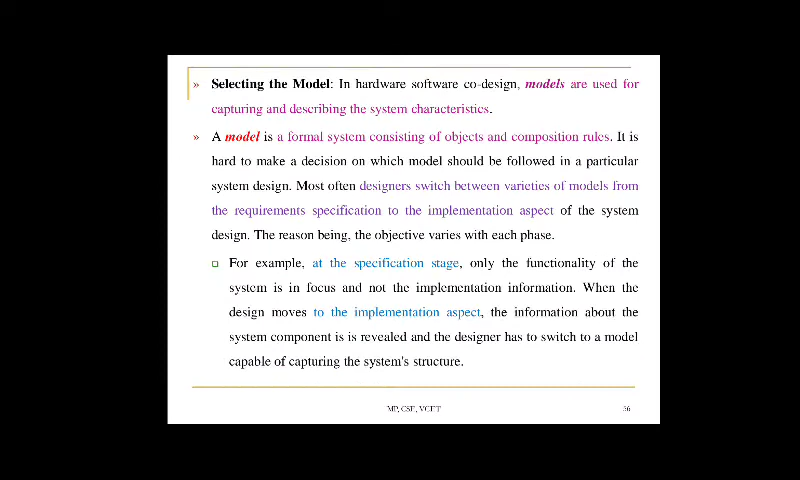 » Selecting the Model: In hardware software co-design, models are used for
capturing and describing the system characteristics.
» A model is a formal system consisting of objects and composition rules. It is
hard to make a decision on which model should be followed in a particular
system design. Most often designers switch between varieties of models from
the requirements specification to the implementation aspect of the system
design. The reason being, the objective varies with each phase.
For example, at the specification stage, only the functionality of the
system is in focus and not the implementation information. When the
design moves to the implementation aspect, the information about the
system component is is revealed and the designer has to switch to a model
capable of capturing the system's structure.
MP, CSE, VCET
56